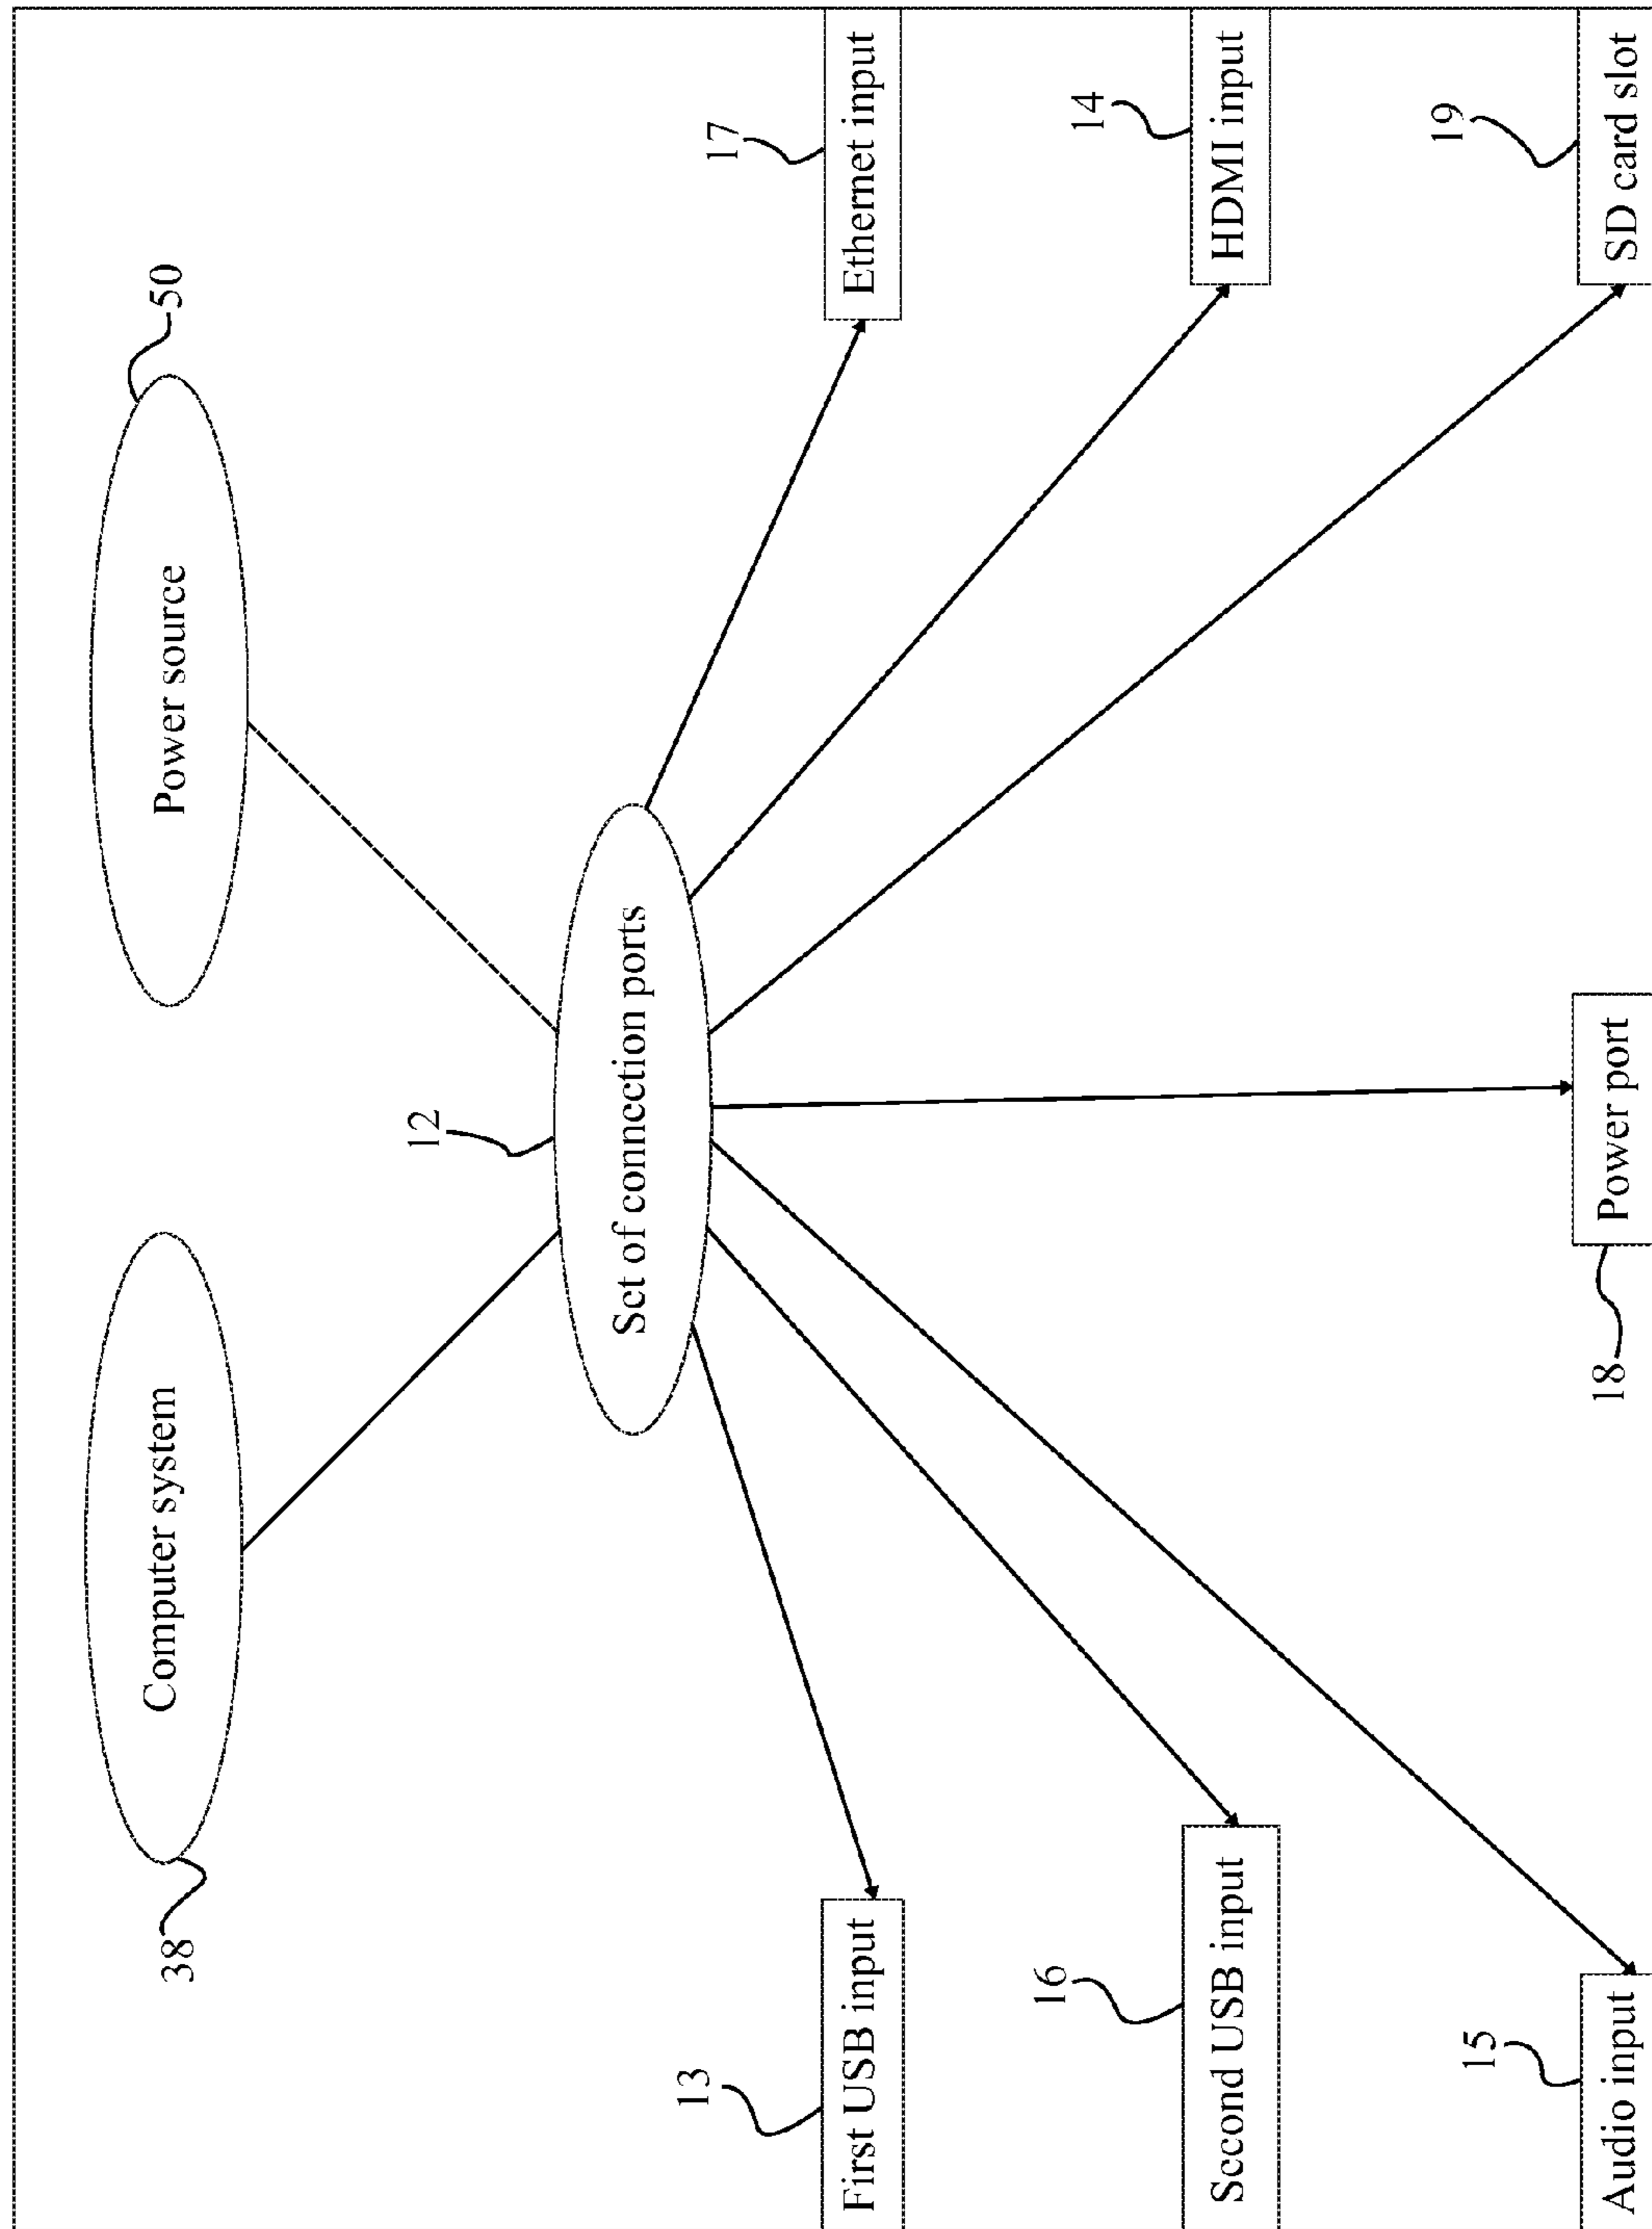 Computer system
38
Power source
50
12
Set of connection ports
13
First USB input
17
Ethernet input
16
Second USB input
14
HDMI input
15
Audio input
18
Power port
19
SD card slot